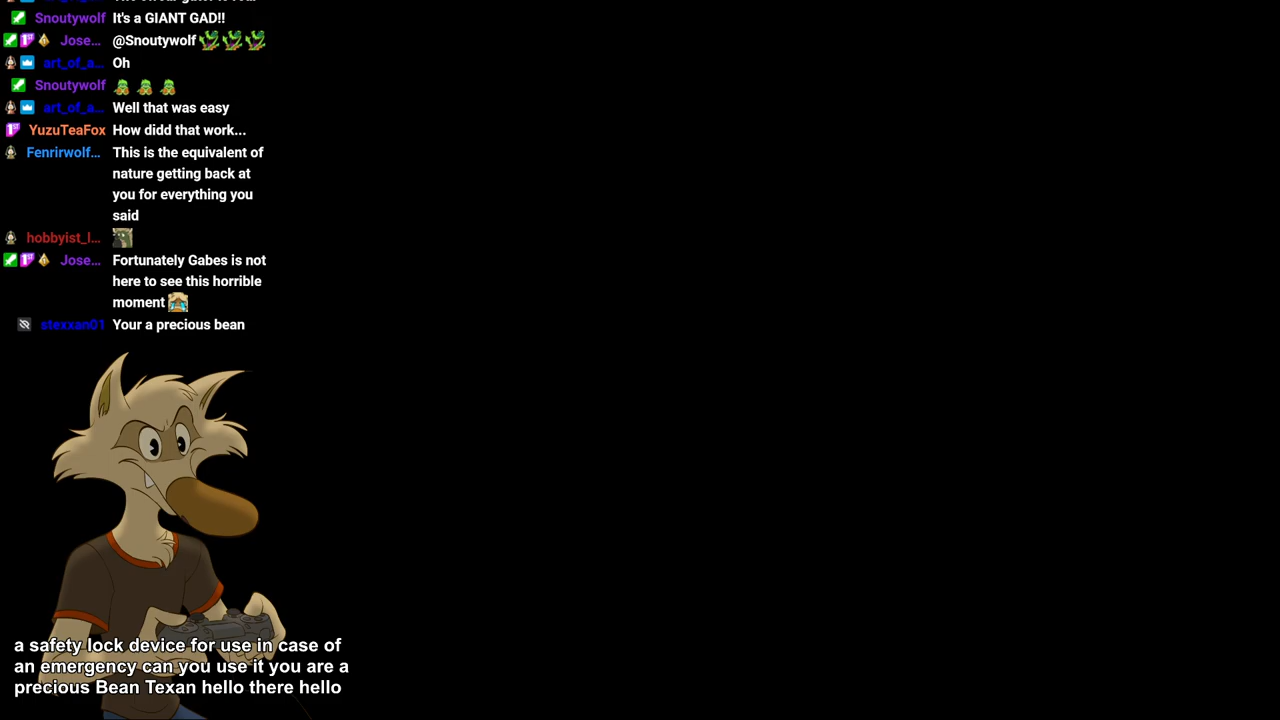 Snoutywolf It's a GIANT GAD!!
Jose... @Snoutywolf
art_of_a... Oh
Snoutywolf
art_of_a... Well that was easy
YuzuTeaFox How didd that work...
Fenrirwolf... This is the equivalent of
nature getting back at
you for everything you
said
hobbyist_l...
Jose... Fortunately Gabes is not
here to see this horrible
moment
stexxan01 Your a precious bean
a safety lock device for use in case of
an emergency can you use it you are a
precious Bean Texan hello there hello